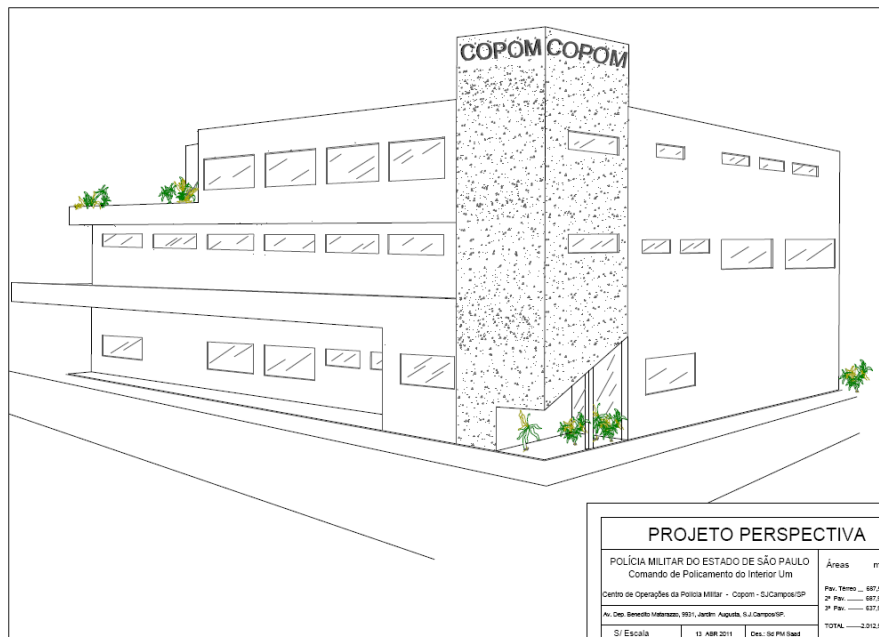 COPOM COPOM
PROJETO PERSPECTIVA
POLÍCIA MILITAR DO ESTADO DE SÃO PAULO
Comando de Policamento do Interior Um
Centro de Operações da Polícia Militar - Copom - SJCampos/SP
Av. Dep. Benedito Matarazzo, 9931, Jardim Augusta, S.J.Campos/SP.
S/ Escala 13 ABR 2011 Des.: Sd PM Saad
Áreas
Pav. Térreo
2º Pav.
3º Pav.
TOTAL